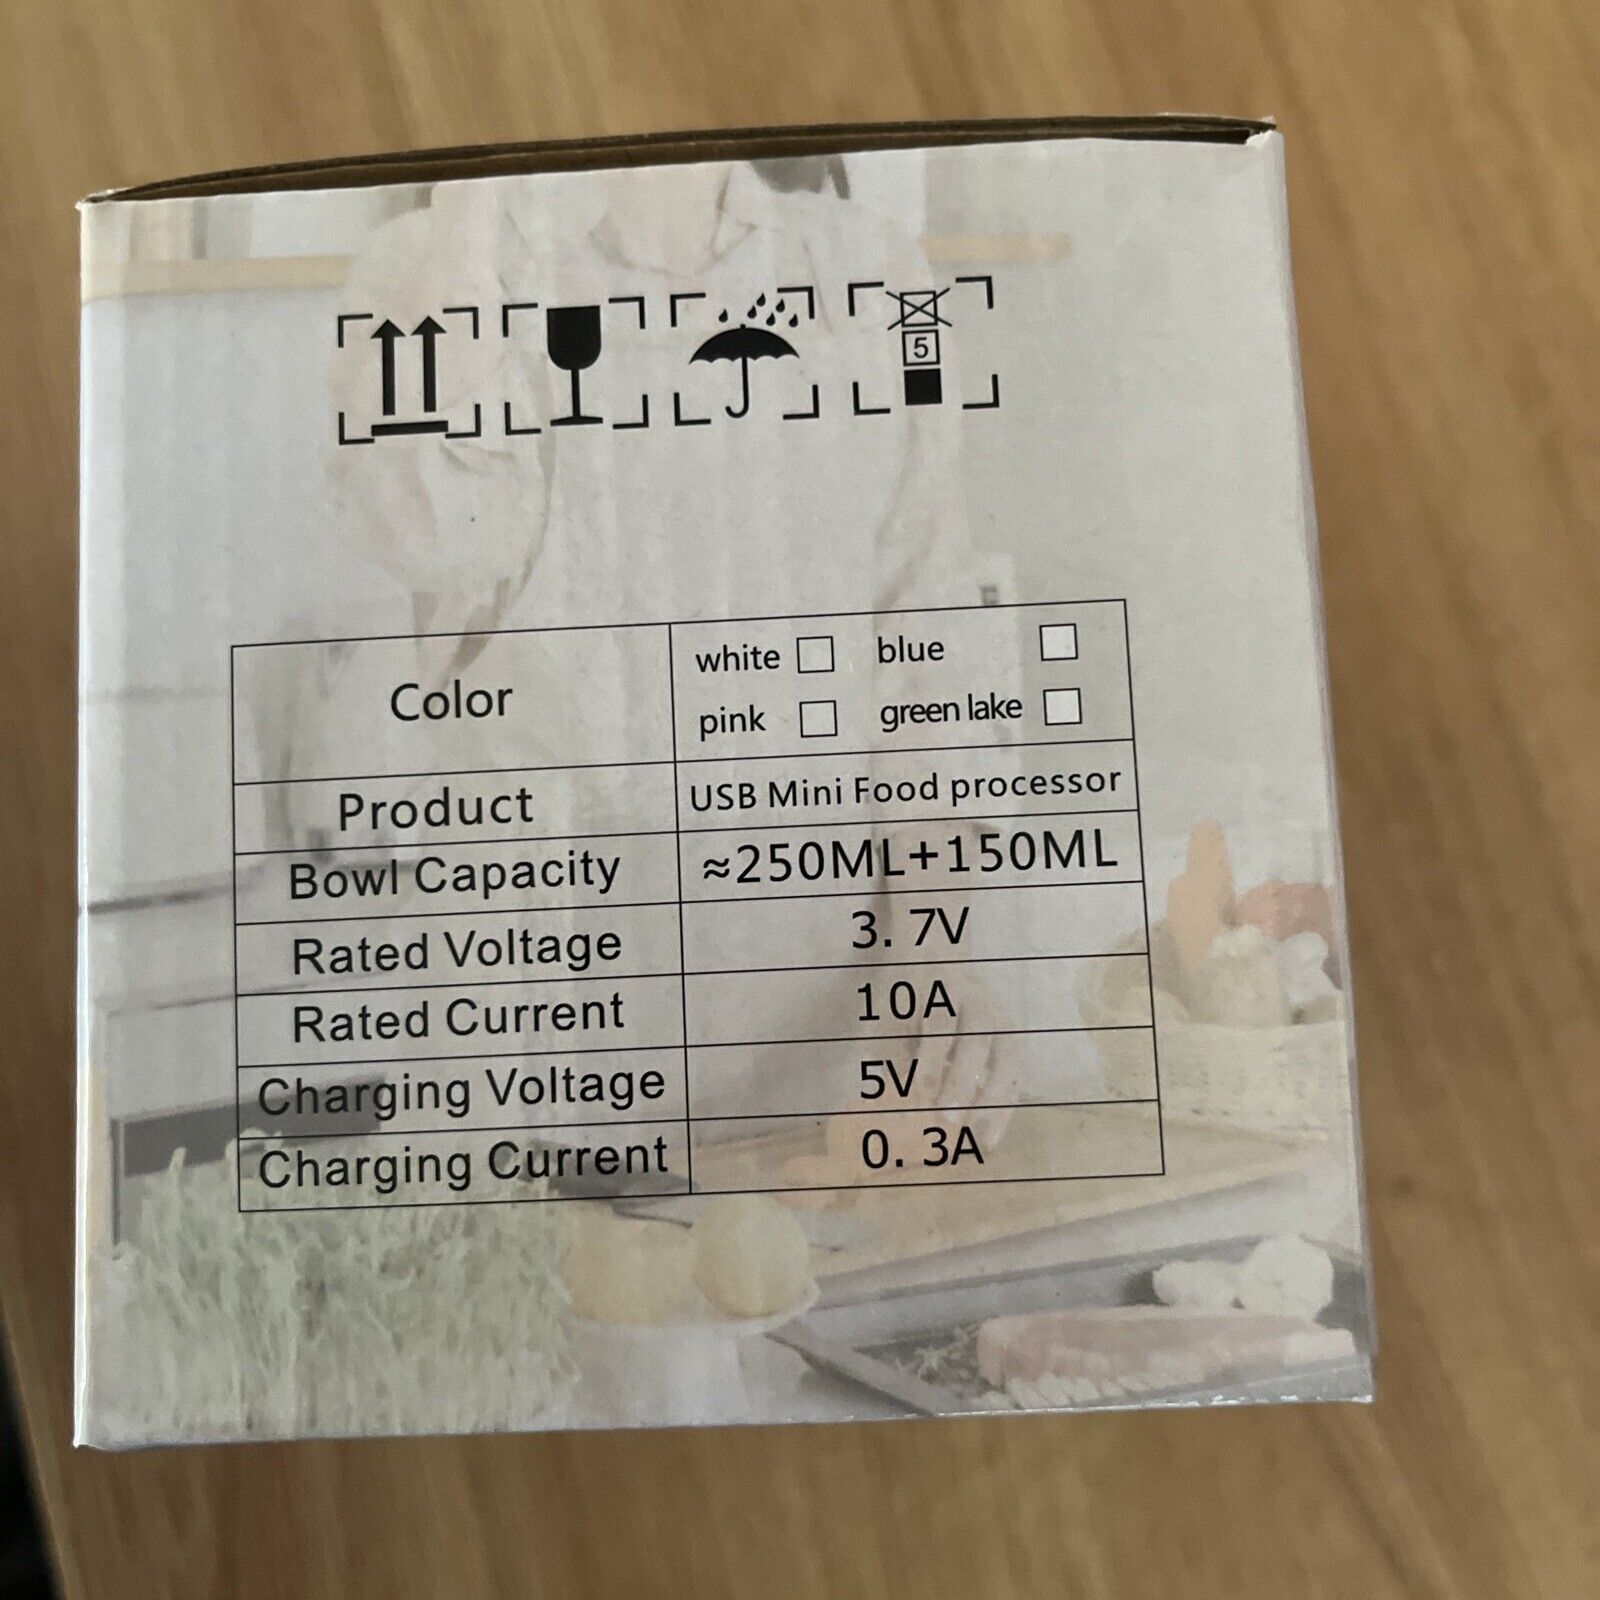 5
Color
white □ blue □
pink □ green lake □
Product USB Mini Food processor
Bowl Capacity ≈250ML+150ML
Rated Voltage 3. 7V
Rated Current 10A
Charging Voltage 5V
Charging Current 0. 3A